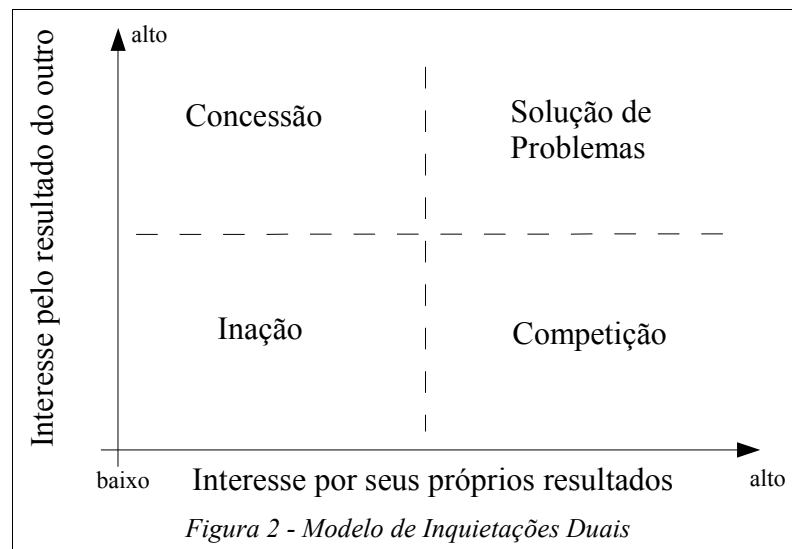 alto
Interesse pelo resultado do outro
Concessão
Solução de
Problemas
Inação
Competição
baixo
Interesse por seus próprios resultados
alto
Figura 2 - Modelo de Inquietações Duais